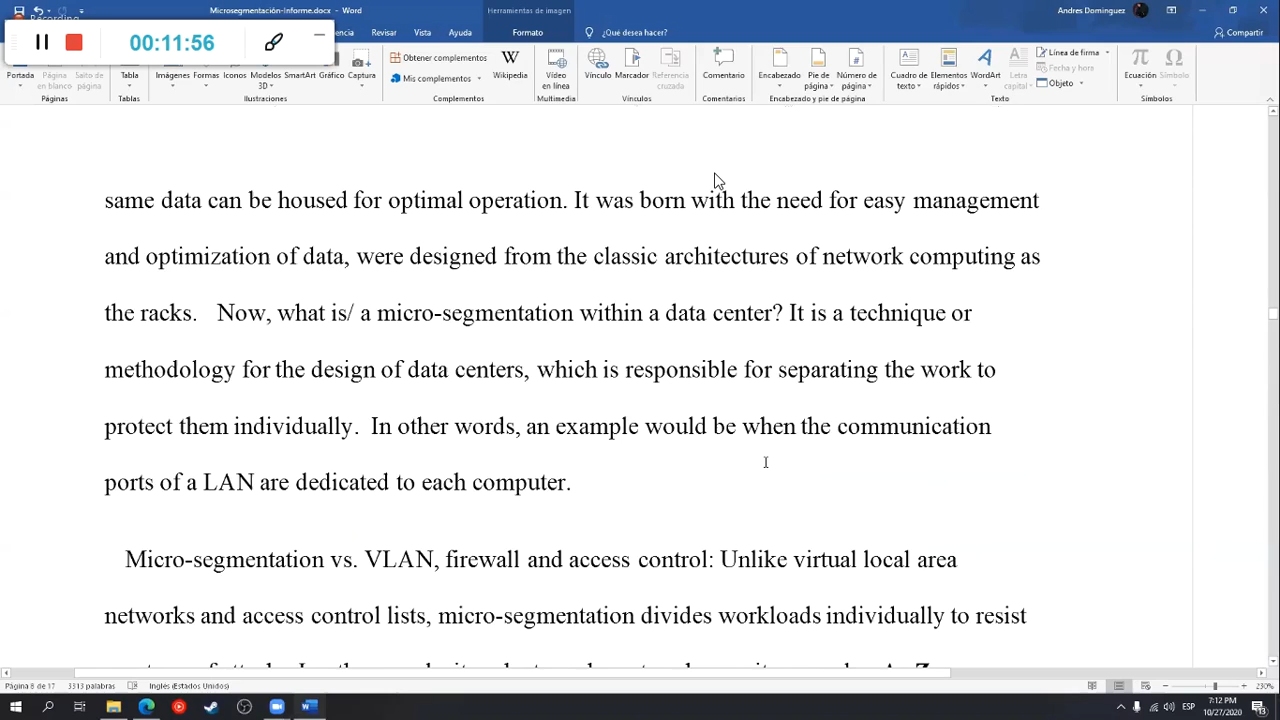 Recording
Microsegmentación-Informe.docx
Herramientas de imagen
Andres Dominguez
00:11:56
rencia Revisar Vista Ayuda Formato ¿Qué desea hacer? Compartir
Portada Página en blanco Salto de página
Páginas
Tabla
Tablas
Imágenes Formas Iconos Modelos 3D SmartArt Gráfico Captura
Ilustraciones
Obtener complementos
Mis complementos
Wikipedia
Complementos
Vídeo en línea
Multimedia
Vínculo Marcador Referencia cruzada
Vínculos
Comentario
Comentarios
Encabezado Pie de página Número de página
Encabezado y pie de página
Cuadro de texto Elementos rápidos WordArt Letra capital
Línea de firma
Fecha y hora
Objeto
Texto
Ecuación Símbolo
Símbolos
same data can be housed for optimal operation. It was born with the need for easy management
and optimization of data, were designed from the classic architectures of network computing as
the racks. Now, what is/ a micro-segmentation within a data center? It is a technique or
methodology for the design of data centers, which is responsible for separating the work to
protect them individually. In other words, an example would be when the communication
ports of a LAN are dedicated to each computer.
Micro-segmentation vs. VLAN, firewall and access control: Unlike virtual local area
networks and access control lists, micro-segmentation divides workloads individually to resist
Página 8 de 17 3313 palabras Inglés (Estados Unidos) 230%
ESP
7:12 PM
10/27/2020